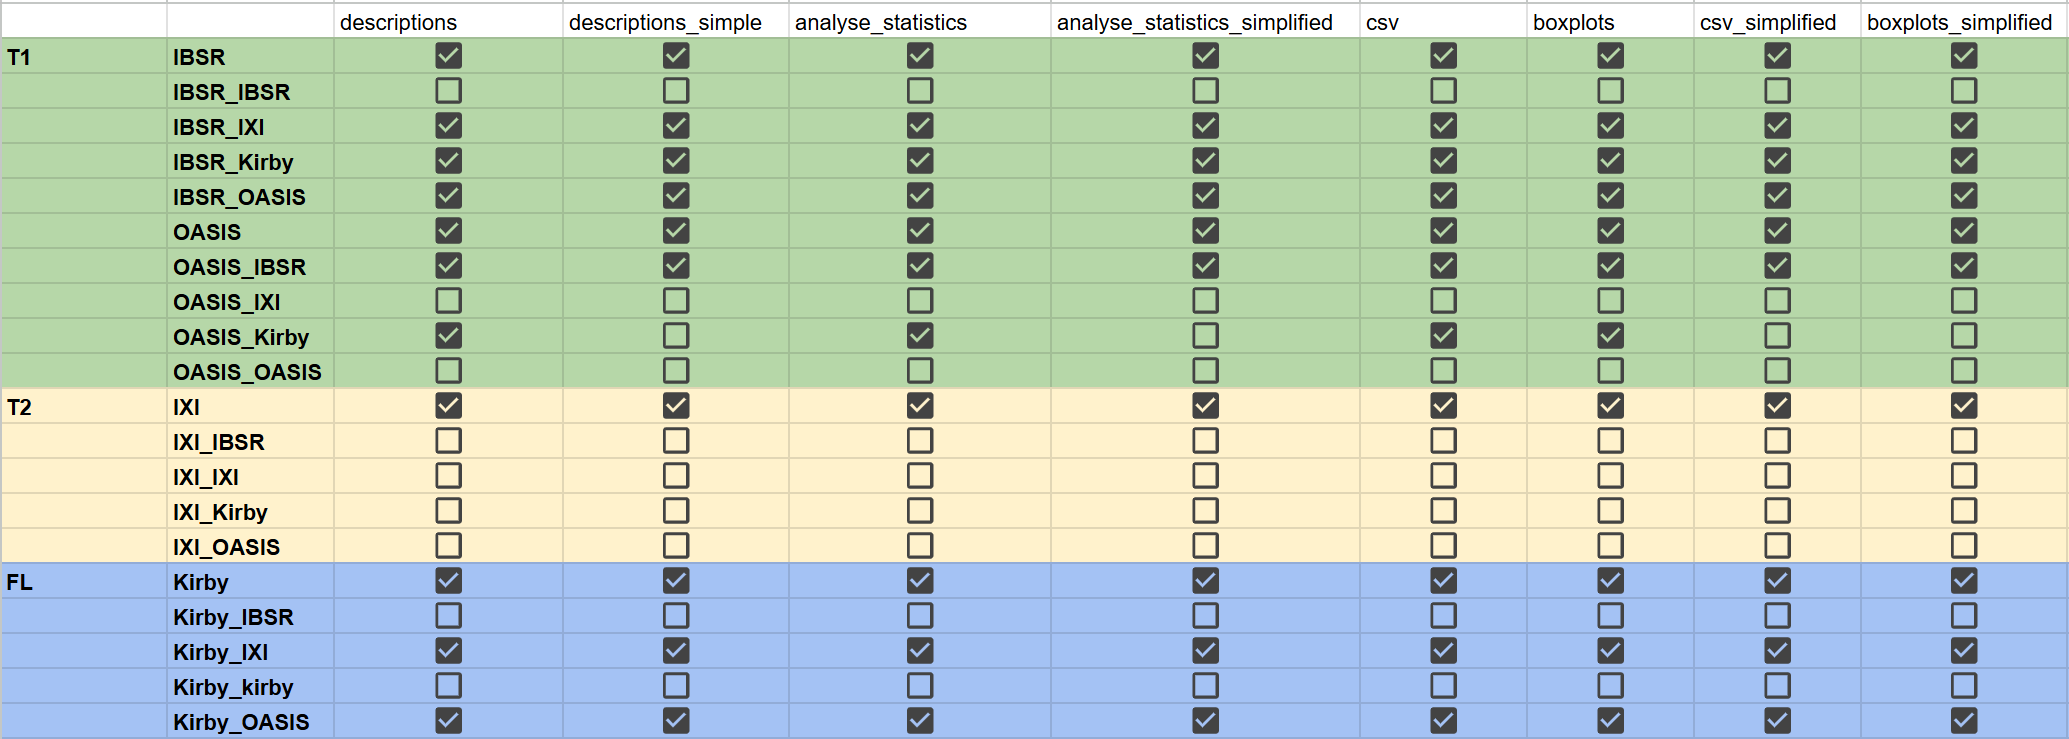 descriptions descriptions_simple analyse_statistics analyse_statistics_simplified csv boxplots csv_simplified boxplots_simplified
T1 IBSR
IBSR_IBSR
IBSR_IXI
IBSR_Kirby
IBSR_OASIS
OASIS
OASIS_IBSR
OASIS_IXI
OASIS_Kirby
OASIS_OASIS
T2 IXI
IXI_IBSR
IXI_IXI
IXI_Kirby
IXI_OASIS
FL Kirby
Kirby_IBSR
Kirby_IXI
Kirby_kirby
Kirby_OASIS